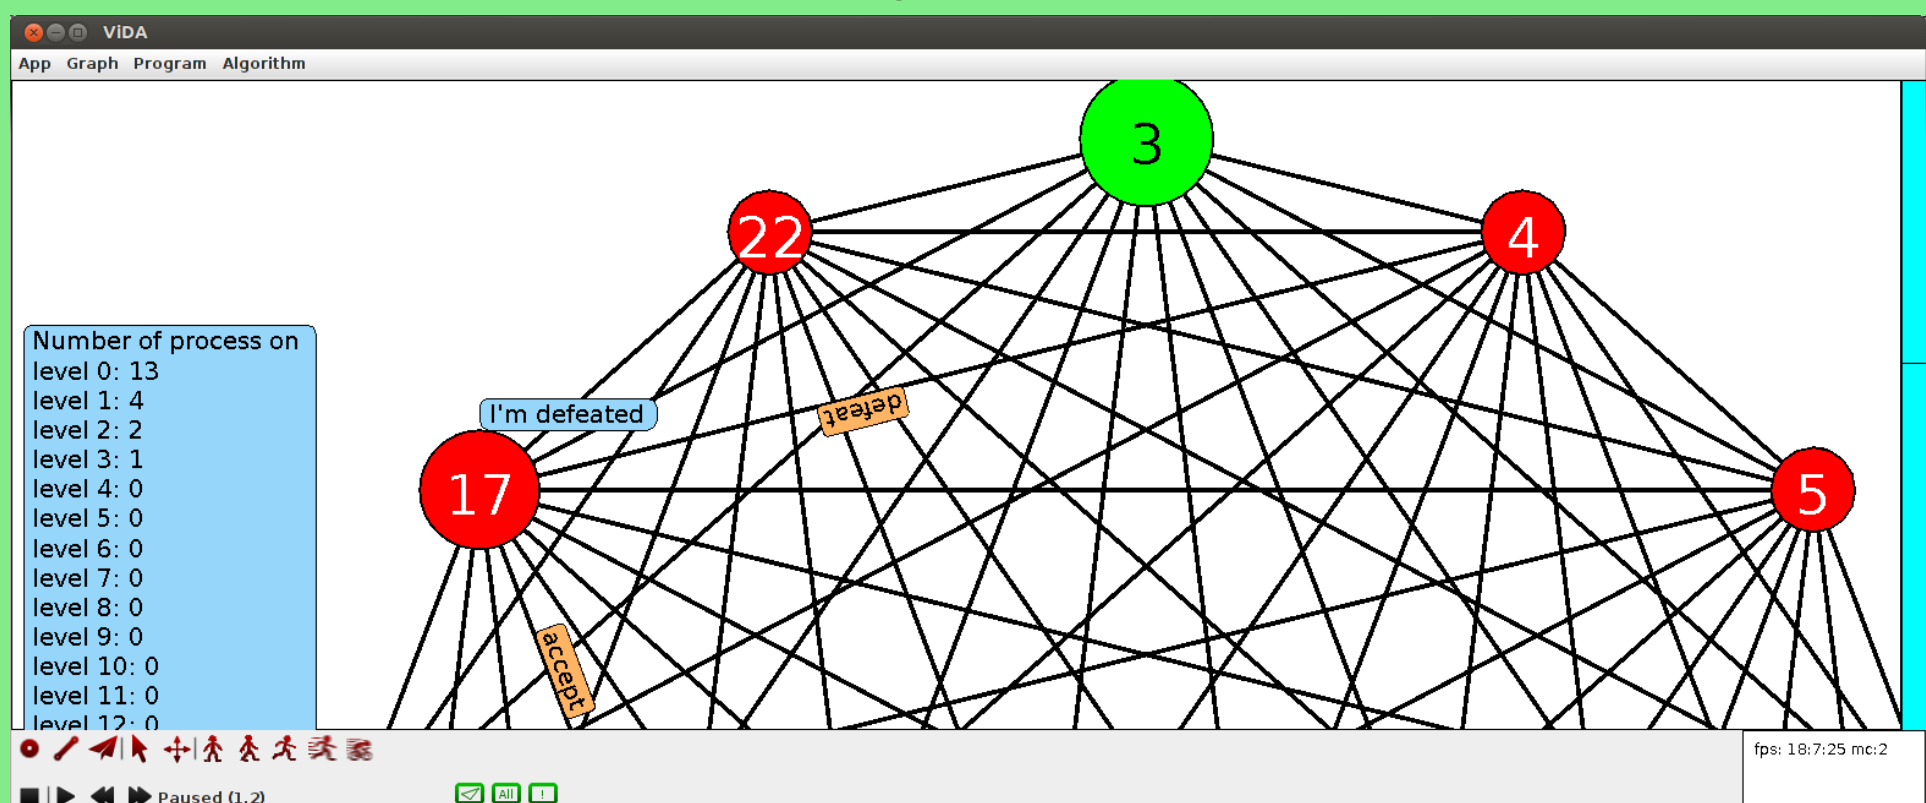 ViDA
App Graph Program Algorithm
3
22
4
Number of process on
level 0: 13
level 1: 4
level 2: 2
level 3: 1
level 4: 0
level 5: 0
level 6: 0
level 7: 0
level 8: 0
level 9: 0
level 10: 0
level 11: 0
level 12: 0
I'm defeated
defeat
17
5
accept
fps: 18:7:25 mc:2
Paused (1.2)
All
!